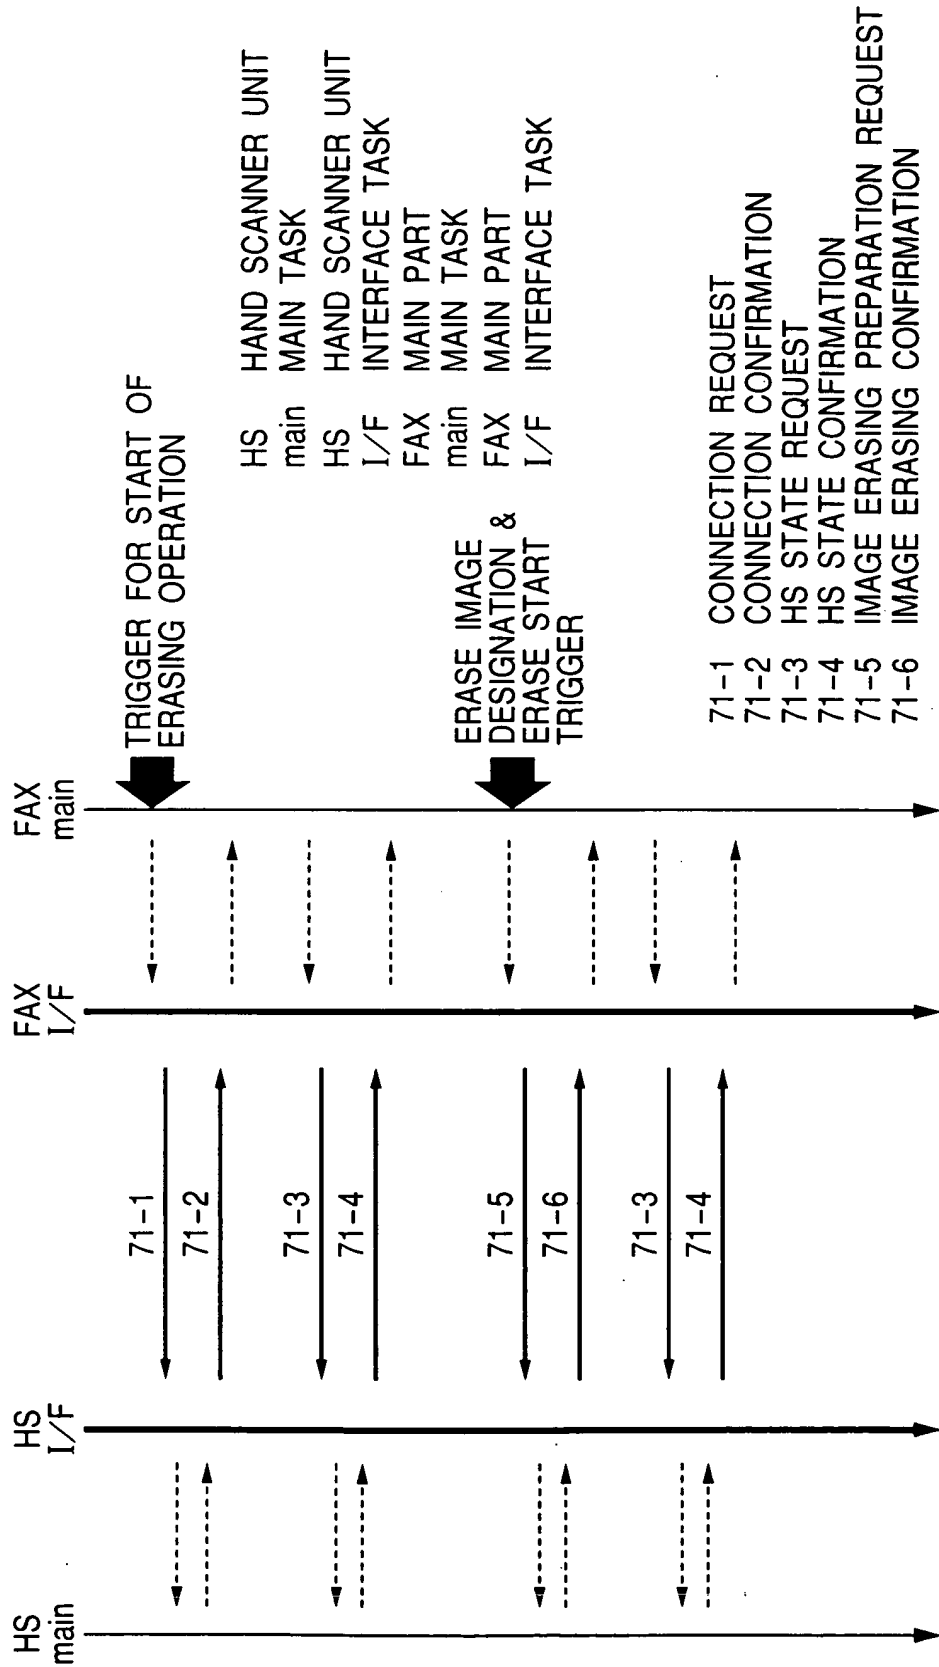 HS
main
HS
I/F
FAX
I/F
FAX
main
71-1
71-2
71-3
71-4
71-5
71-6
71-3
71-4
TRIGGER FOR START OF
ERASING OPERATION
ERASE IMAGE
DESIGNATION &
ERASE START
TRIGGER
HS HAND SCANNER UNIT
main MAIN TASK
HS HAND SCANNER UNIT
I/F INTERFACE TASK
FAX MAIN PART
main MAIN TASK
FAX MAIN PART
I/F INTERFACE TASK
71-1 CONNECTION REQUEST
71-2 CONNECTION CONFIRMATION
71-3 HS STATE REQUEST
71-4 HS STATE CONFIRMATION
71-5 IMAGE ERASING PREPARATION REQUEST
71-6 IMAGE ERASING CONFIRMATION